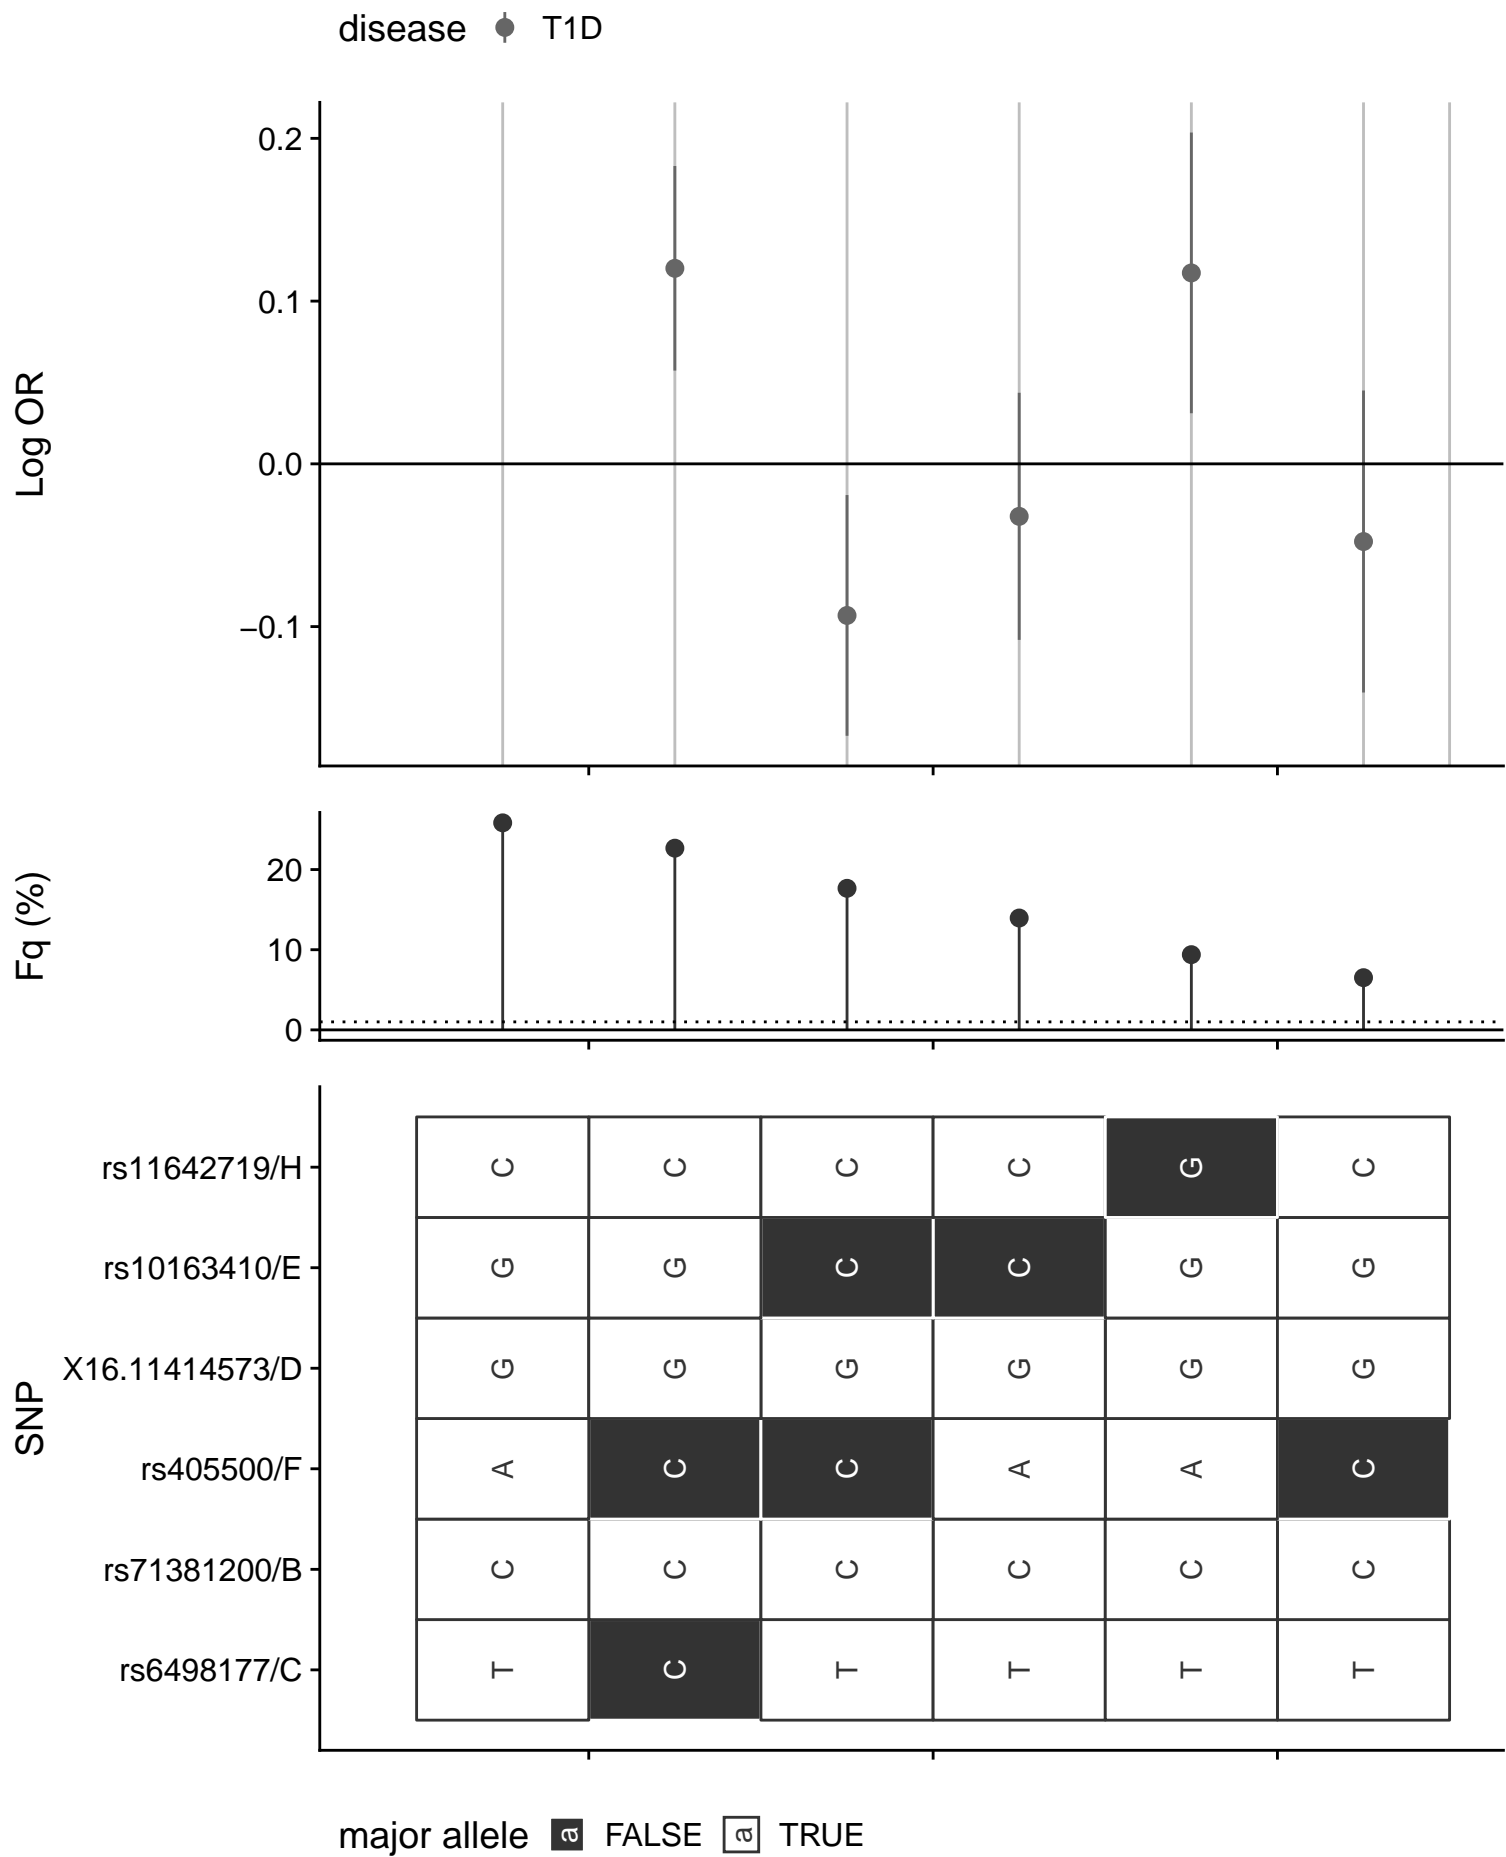 disease T1D
Log OR
0.2
0.1
0.0
−0.1
Fq (%)
20
10
0
SNP
rs11642719/H C C C C G C
rs10163410/E G G C C G G
X16.11414573/D G G G G G G
rs405500/F A C C A A C
rs71381200/B C C C C C C
rs6498177/C T C T T T T
major allele a FALSE a TRUE